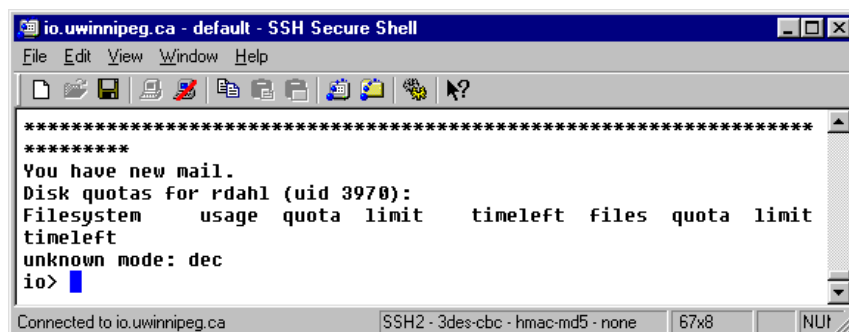 io.uwinnipeg.ca - default - SSH Secure Shell
File Edit View Window Help
*******************************************************************
*********
You have new mail.
Disk quotas for rdahl (uid 3970):
Filesystem     usage  quota  limit    timeleft  files  quota  limit
timeleft
unknown mode: dec
io>
Connected to io.uwinnipeg.ca SSH2 - 3des-cbc - hmac-md5 - none 67x8